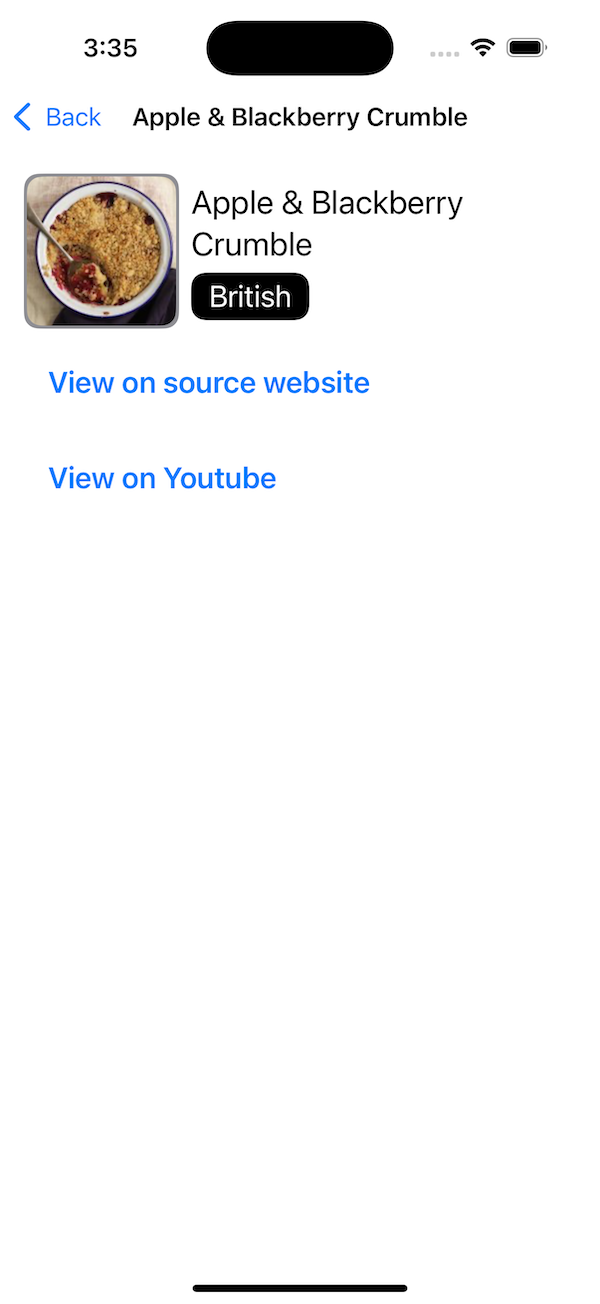 3:35
Back Apple & Blackberry Crumble
Apple & Blackberry
Crumble
British
View on source website
View on Youtube